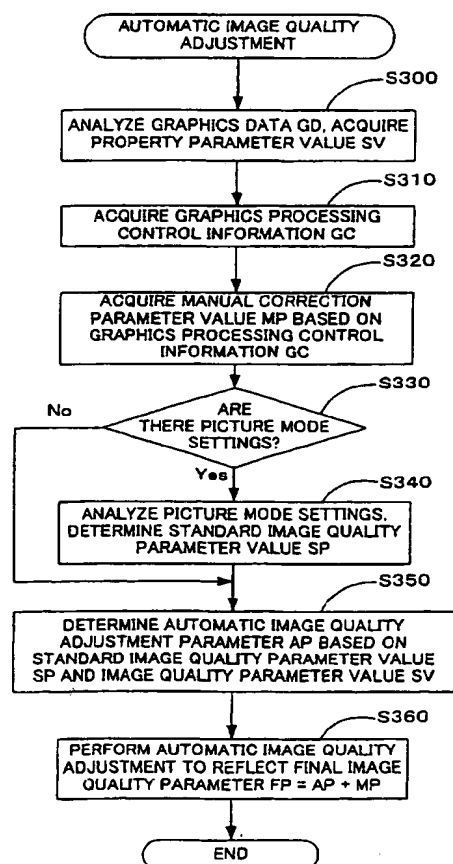 AUTOMATIC IMAGE QUALITY
ADJUSTMENT
S300
ANALYZE GRAPHICS DATA GD, ACQUIRE
PROPERTY PARAMETER VALUE SV
S310
ACQUIRE GRAPHICS PROCESSING
CONTROL INFORMATION GC
S320
ACQUIRE MANUAL CORRECTION
PARAMETER VALUE MP BASED ON
GRAPHICS PROCESSING CONTROL
INFORMATION GC
S330
No
ARE
THERE PICTURE MODE
SETTINGS?
Yes
S340
ANALYZE PICTURE MODE SETTINGS,
DETERMINE STANDARD IMAGE QUALITY
PARAMETER VALUE SP
S350
DETERMINE AUTOMATIC IMAGE QUALITY
ADJUSTMENT PARAMETER AP BASED ON
STANDARD IMAGE QUALITY PARAMETER VALUE
SP AND IMAGE QUALITY PARAMETER VALUE SV
S360
PERFORM AUTOMATIC IMAGE QUALITY
ADJUSTMENT TO REFLECT FINAL IMAGE
QUALITY PARAMETER FP = AP + MP
END